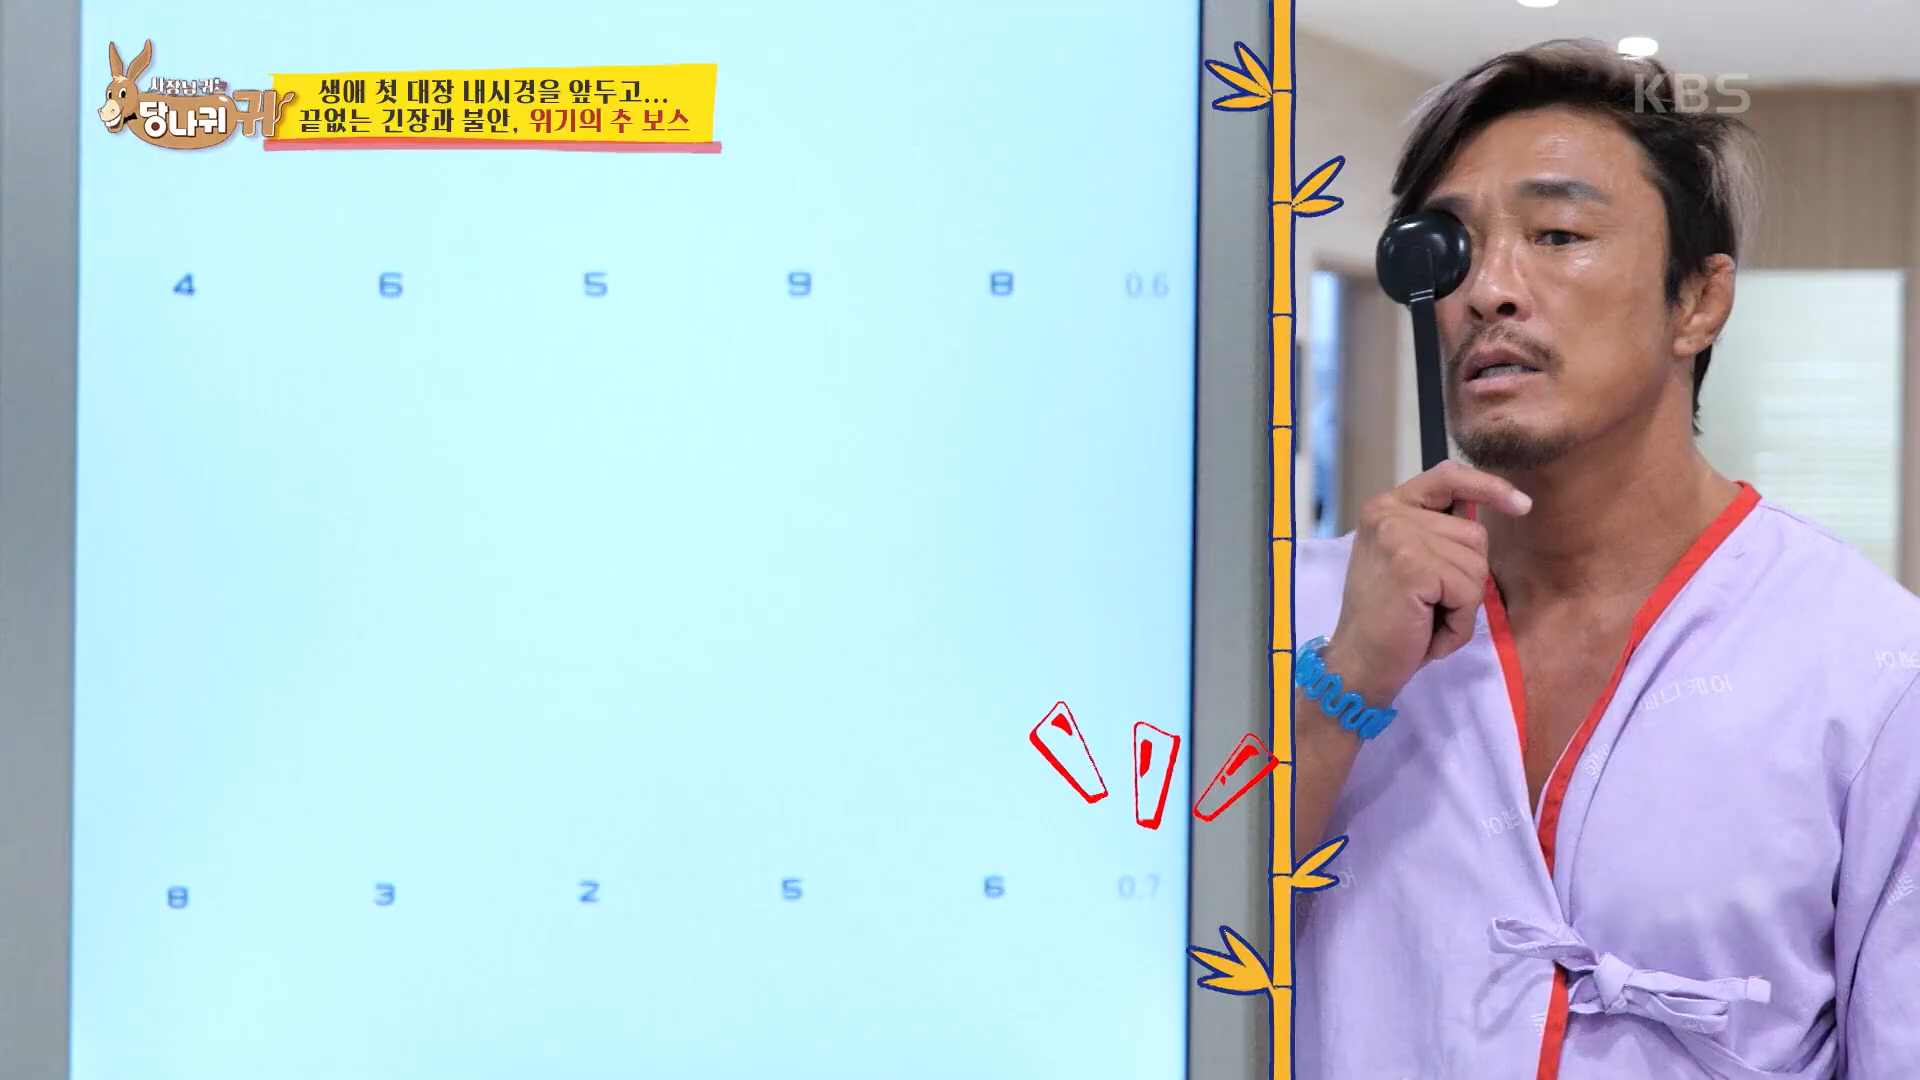 사장님 귀는
당나귀 귀
생애 첫 대장 내시경을 앞두고...
끝없는 긴장과 불안, 위기의 추 보스
KBS
4 6 5 9 8 0.6
8 3 2 5 6 0.7